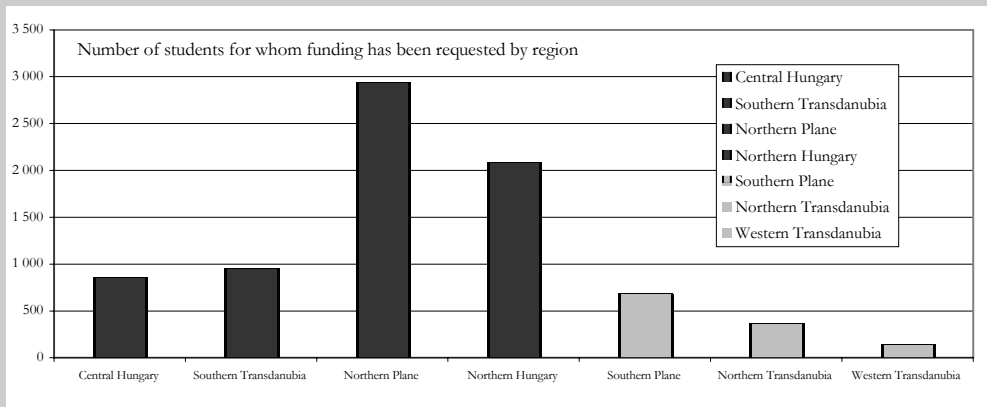 3 500
Number of students for whom funding has been requested by region
3 000
Central Hungary
Southern Transdanubia
2 500
Northern Plane
Northern Hungary
2 000
Southern Plane
Northern Transdanubia
1 500
Western Transdanubia
1 000
500
0
Central Hungary Southern Transdanubia Northern Plane Northern Hungary Southern Plane Northern Transdanubia Western Transdanubia